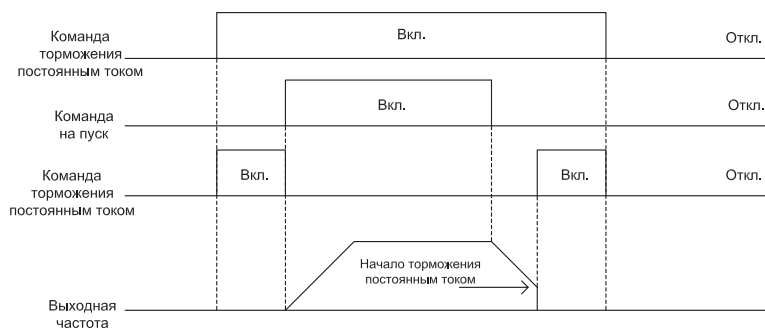 Команда
торможения
постоянным током
Вкл.
Откл.
Команда
на пуск
Вкл.
Откл.
Команда
торможения
постоянным током
Вкл.
Вкл.
Откл.
Начало торможения
постоянным током
Выходная
частота